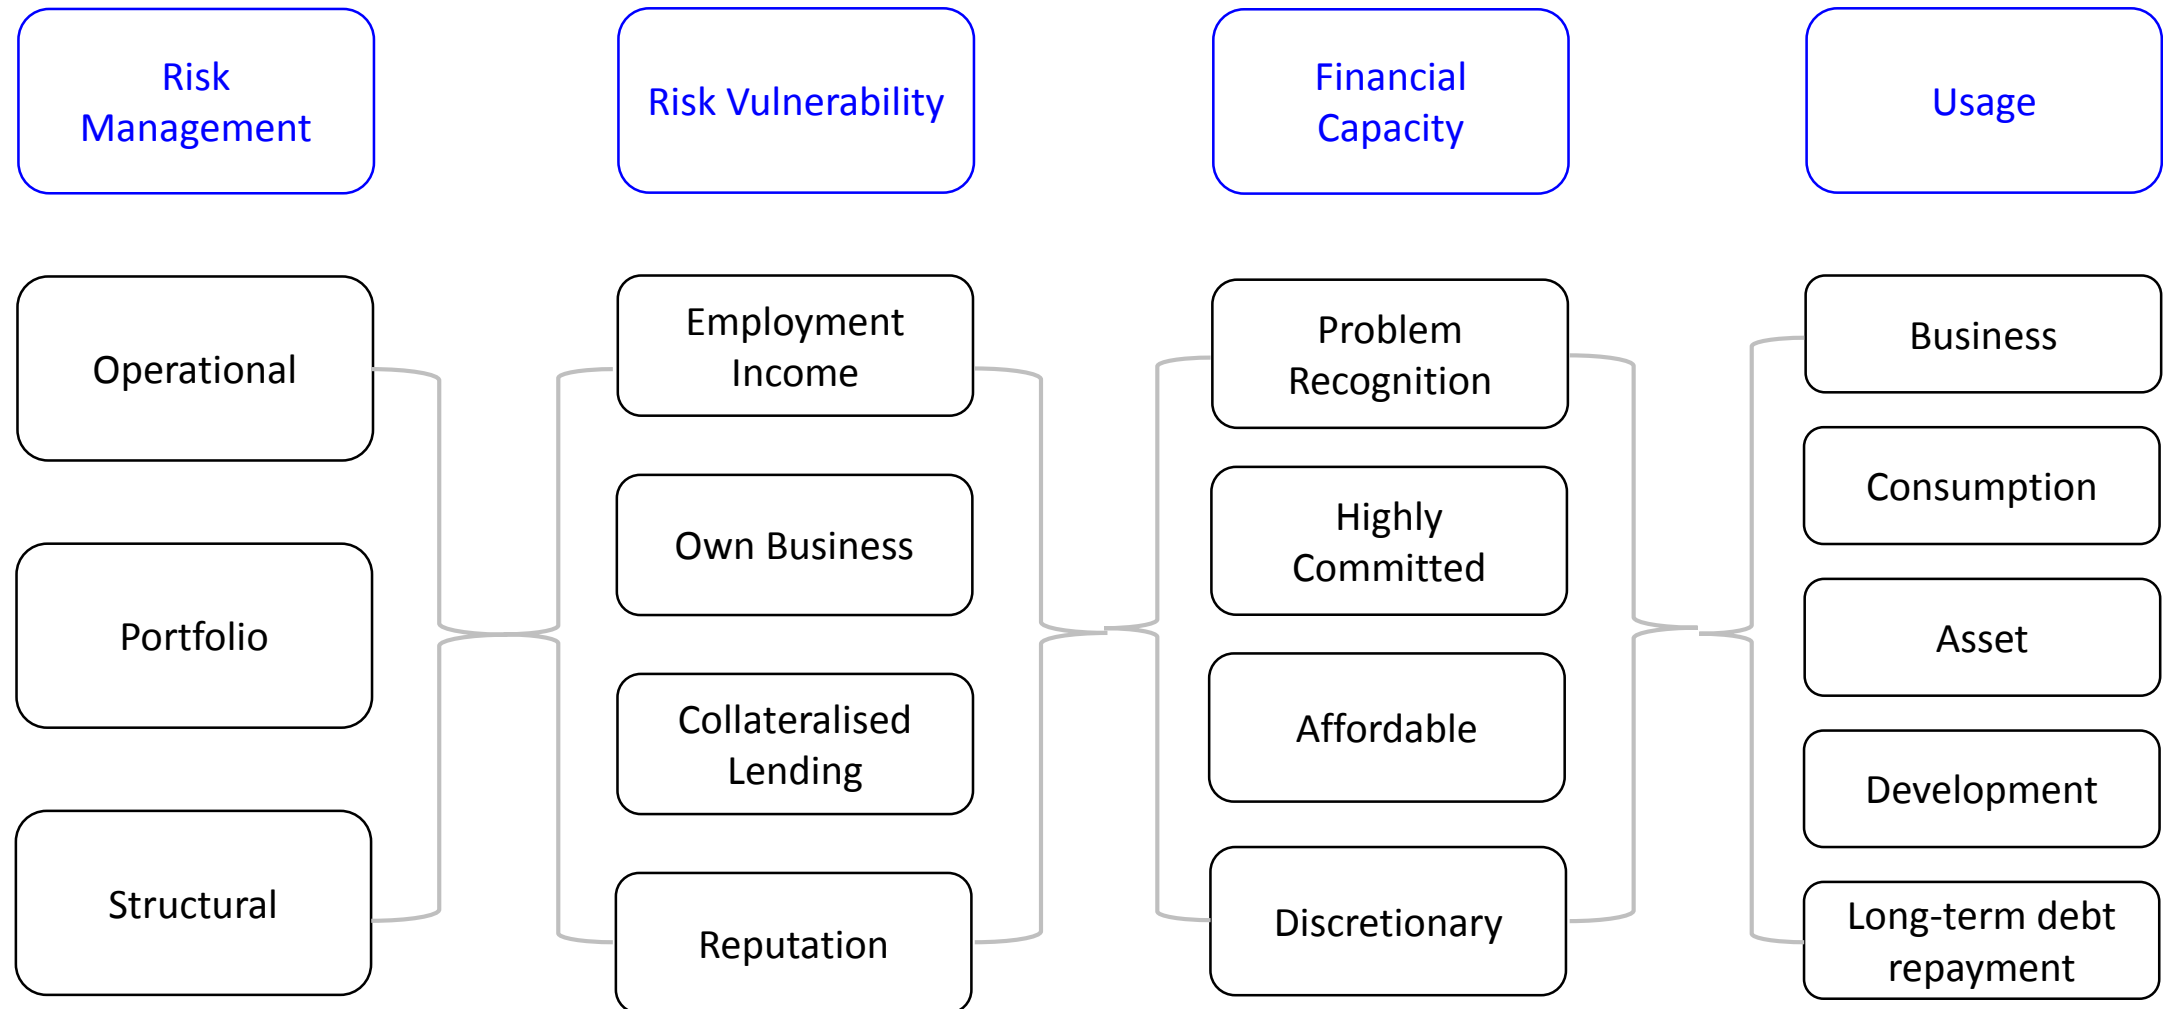 Risk
Management
Risk Vulnerability
Financial
Capacity
Usage
Operational
Portfolio
Structural
Employment
Income
Own Business
Collateralised
Lending
Reputation
Problem
Recognition
Highly
Committed
Affordable
Discretionary
Business
Consumption
Asset
Development
Long-term debt
repayment